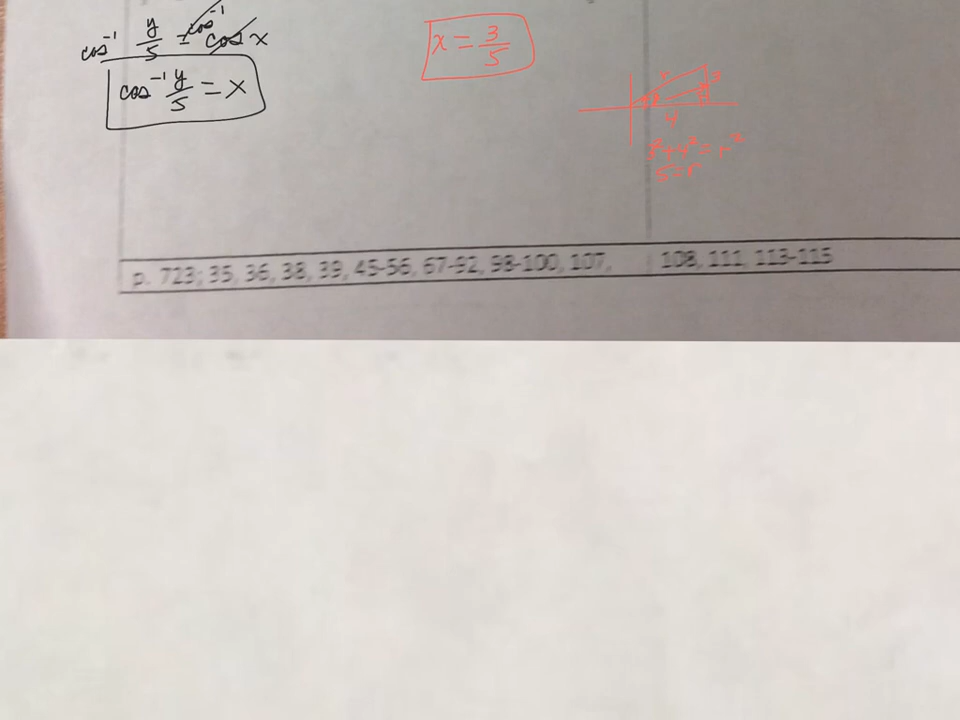 cos⁻¹ y/5 = cos⁻¹ cos x
cos⁻¹ y/5 = x
x = 3/5
r 3
4
3² + 4² = r²
5 = r
p. 723; 35, 36, 38, 39, 45-56, 67-92, 98-100, 107, 108, 111, 113-115